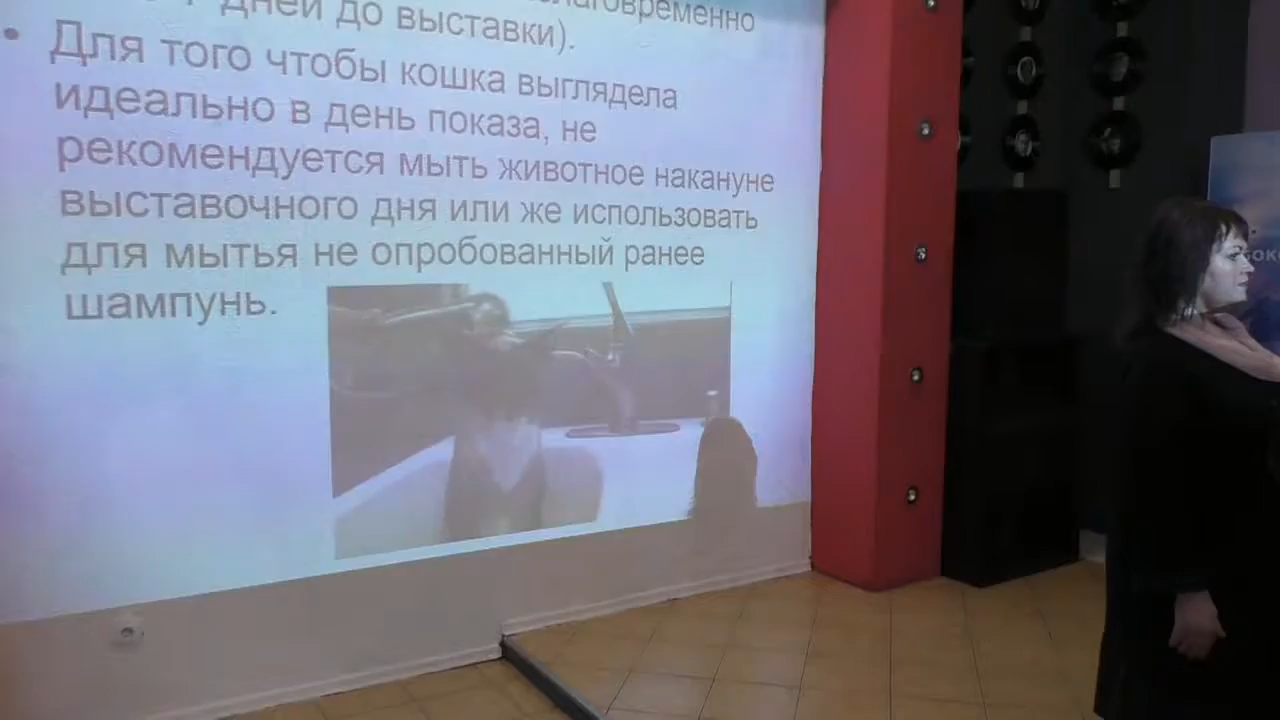 дней до выставки).
• Для того чтобы кошка выглядела
идеально в день показа, не
рекомендуется мыть животное накануне
выставочного дня или же использовать
для мытья не опробованный ранее
шампунь.